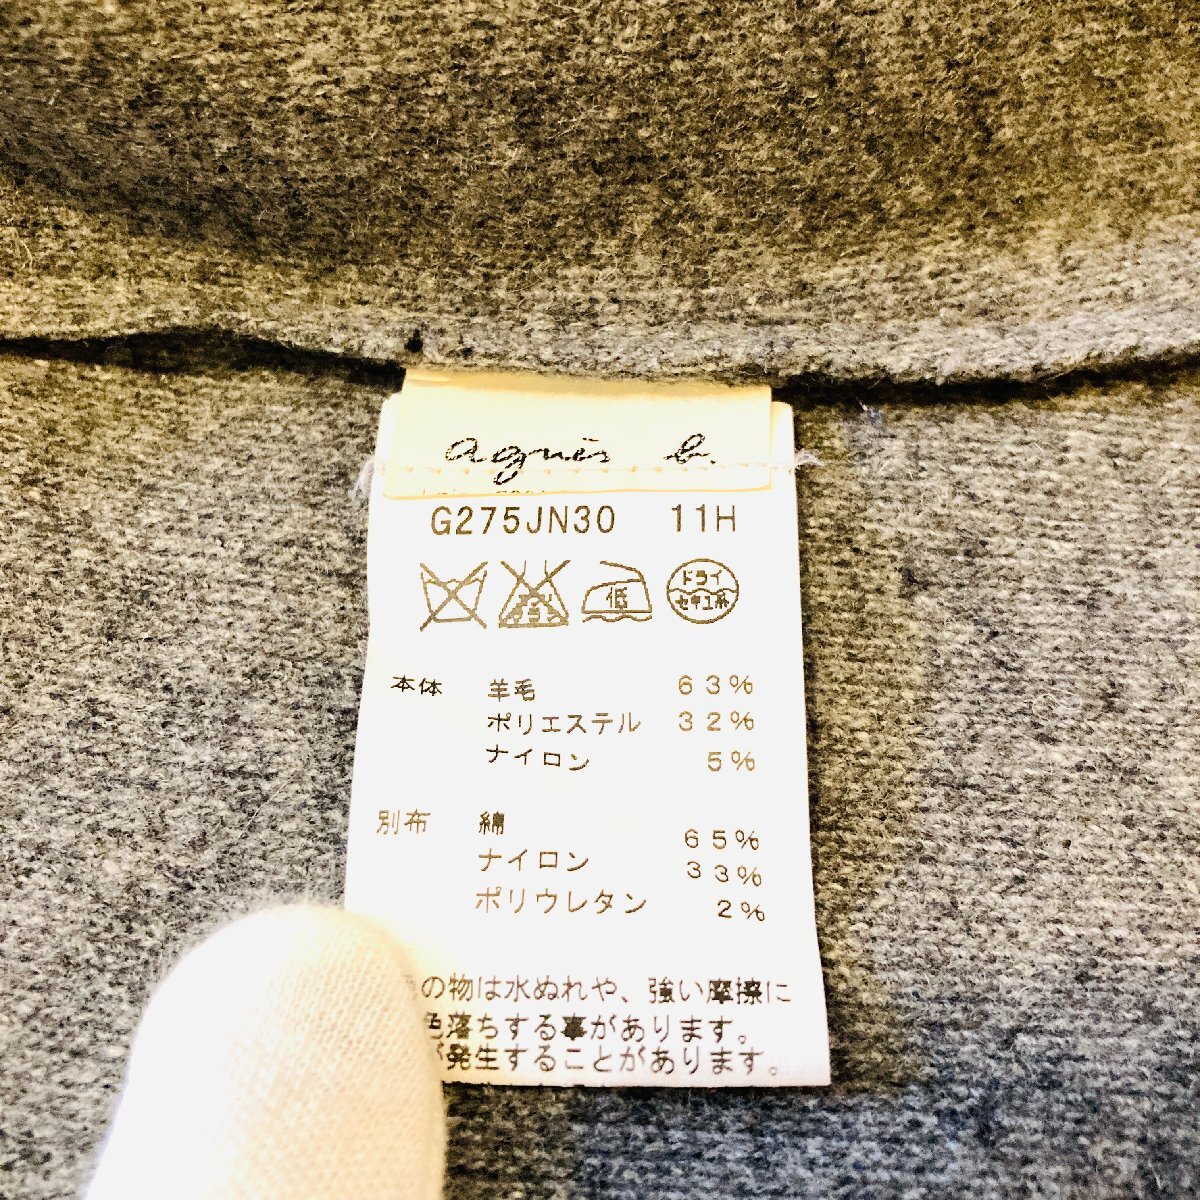 agnès b.
G275JN30 11H
低 ドライ
セキユ系
本体 羊毛 63%
ポリエステル 32%
ナイロン 5%
別布 綿 65%
ナイロン 33%
ポリウレタン 2%
の物は水ぬれや、強い摩擦に
色落ちする事があります。
が発生することがあります。